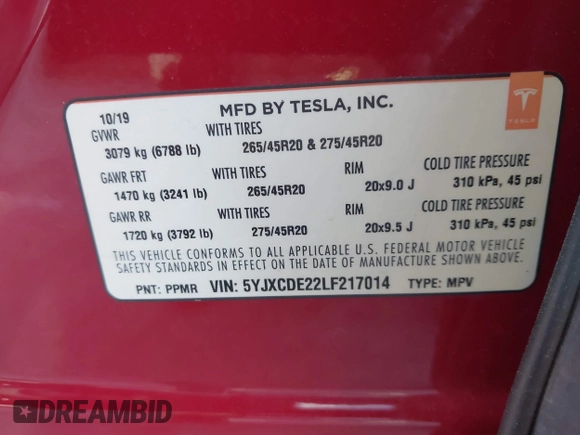 10/19 MFD BY TESLA, INC.
TESLA
GVWR WITH TIRES
3079 kg (6788 lb) 265/45R20 & 275/45R20
GAWR FRT WITH TIRES RIM COLD TIRE PRESSURE
1470 kg (3241 lb) 265/45R20 20x9.0 J 310 kPa, 45 psi
GAWR RR WITH TIRES RIM COLD TIRE PRESSURE
1720 kg (3792 lb) 275/45R20 20x9.5 J 310 kPa, 45 psi
THIS VEHICLE CONFORMS TO ALL APPLICABLE U.S. FEDERAL MOTOR VEHICLE
SAFETY STANDARDS IN EFFECT ON THE DATE OF MANUFACTURE SHOWN ABOVE.
PNT: PPMR VIN: 5YJXCDE22LF217014 TYPE: MPV
DREAMBID